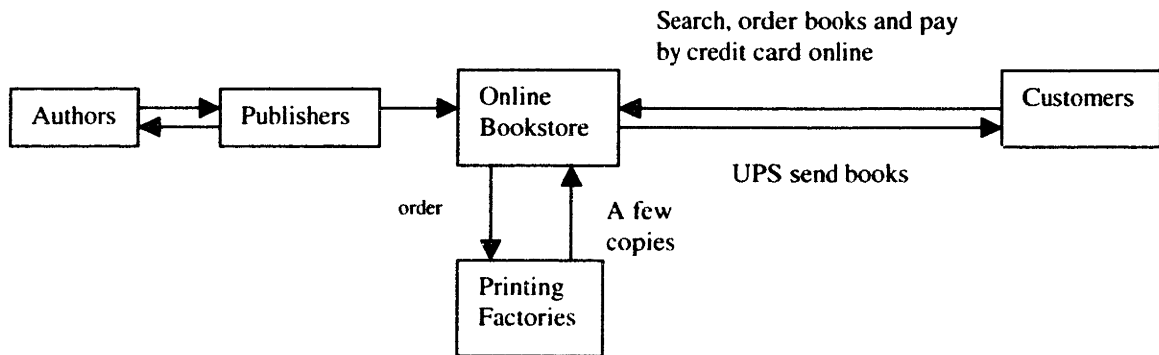 Search, order books and pay
by credit card online
Authors
Publishers
Online
Bookstore
Customers
UPS send books
order
A few
copies
Printing
Factories